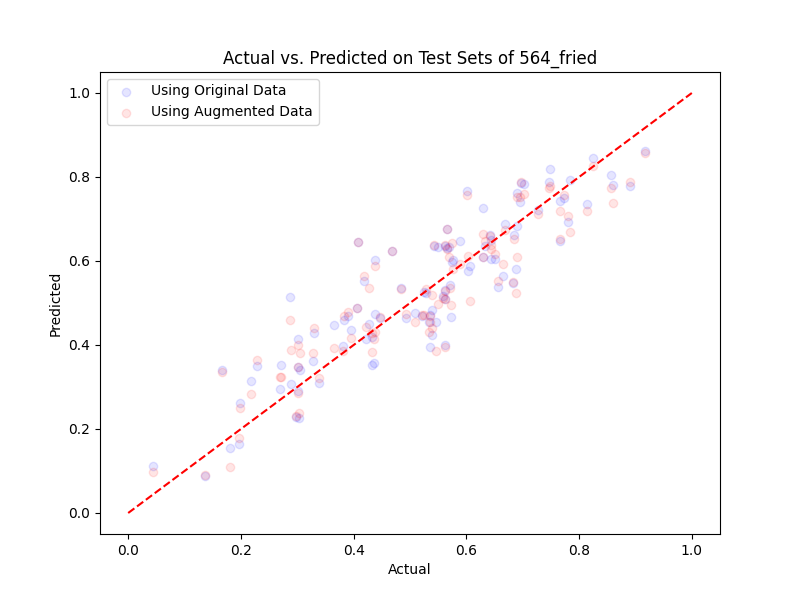 Actual vs. Predicted on Test Sets of 564_fried
Using Original Data
Using Augmented Data
1.0
0.8
0.6
0.4
0.2
0.0
Predicted
0.0 0.2 0.4 0.6 0.8 1.0
Actual